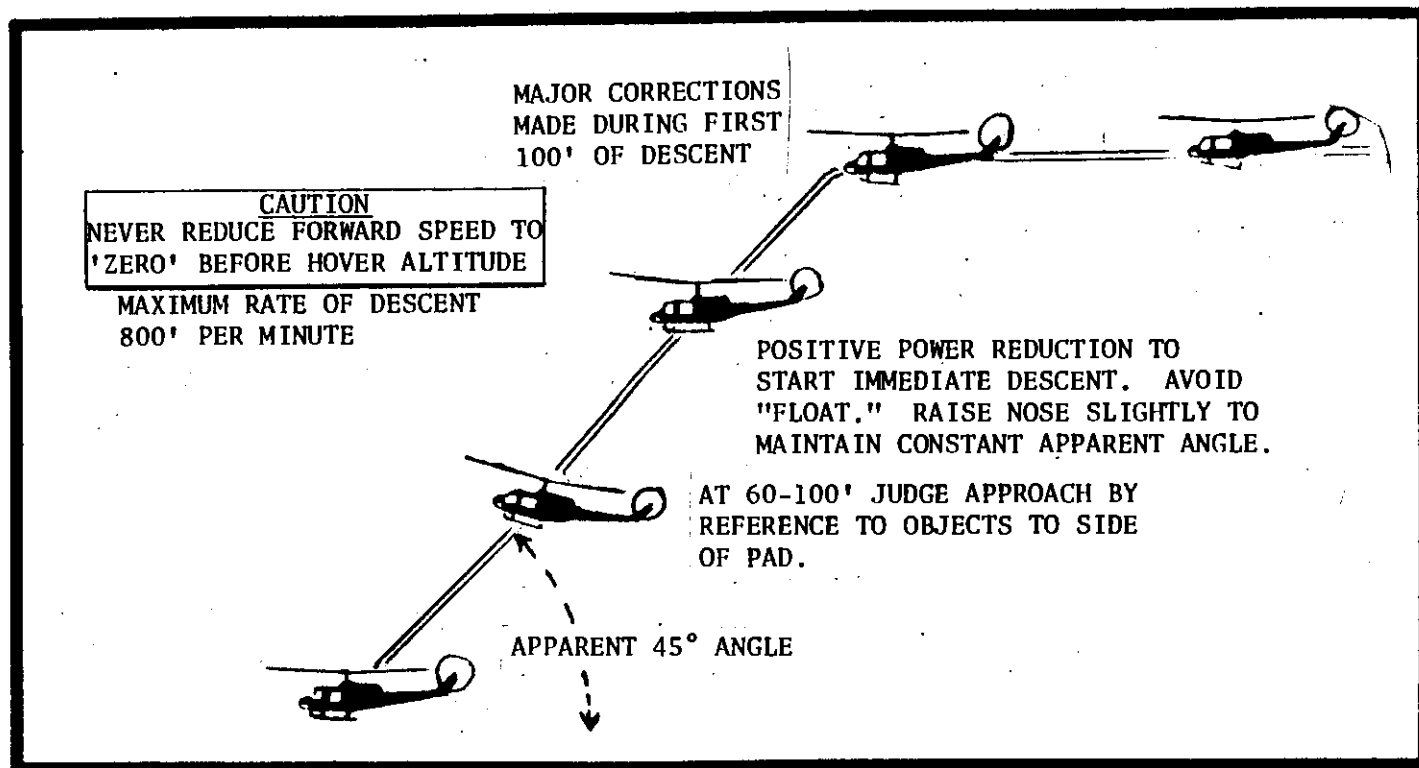 MAJOR CORRECTIONS
MADE DURING FIRST
100' OF DESCENT
CAUTION
NEVER REDUCE FORWARD SPEED TO
'ZERO' BEFORE HOVER ALTITUDE
MAXIMUM RATE OF DESCENT
800' PER MINUTE
POSITIVE POWER REDUCTION TO
START IMMEDIATE DESCENT. AVOID
"FLOAT." RAISE NOSE SLIGHTLY TO
MAINTAIN CONSTANT APPARENT ANGLE.
AT 60-100' JUDGE APPROACH BY
REFERENCE TO OBJECTS TO SIDE
OF PAD.
APPARENT 45° ANGLE